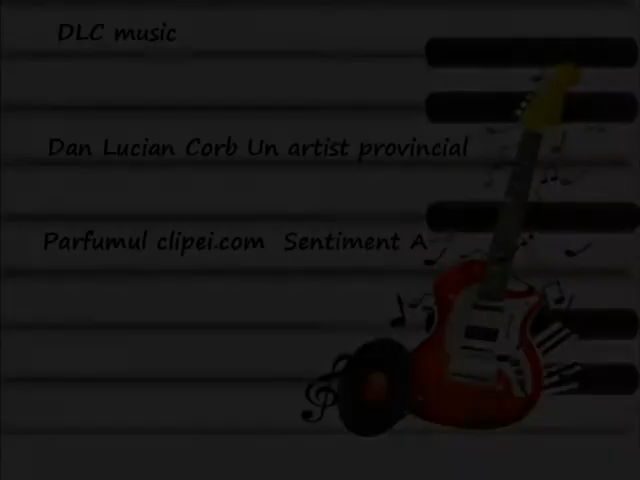 DLC music
Dan Lucian Corb Un artist provincial
Parfumul clipei.com Sentiment A